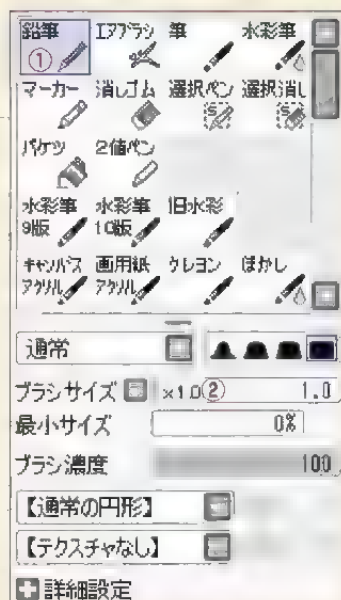 鉛筆 エアブラシ 筆 水彩筆
①
マーカー 消しゴム 選択ペン 選択消し
バケツ 2値ペン
水彩筆 水彩筆 旧水彩
9版 10版
キャンバス 画用紙 クレヨン ぼかし
アクリル アクリル
通常
ブラシサイズ ×1.0 ② 1.0
最小サイズ 0%
ブラシ濃度 100
【通常の円形】
【テクスチャなし】
詳細設定